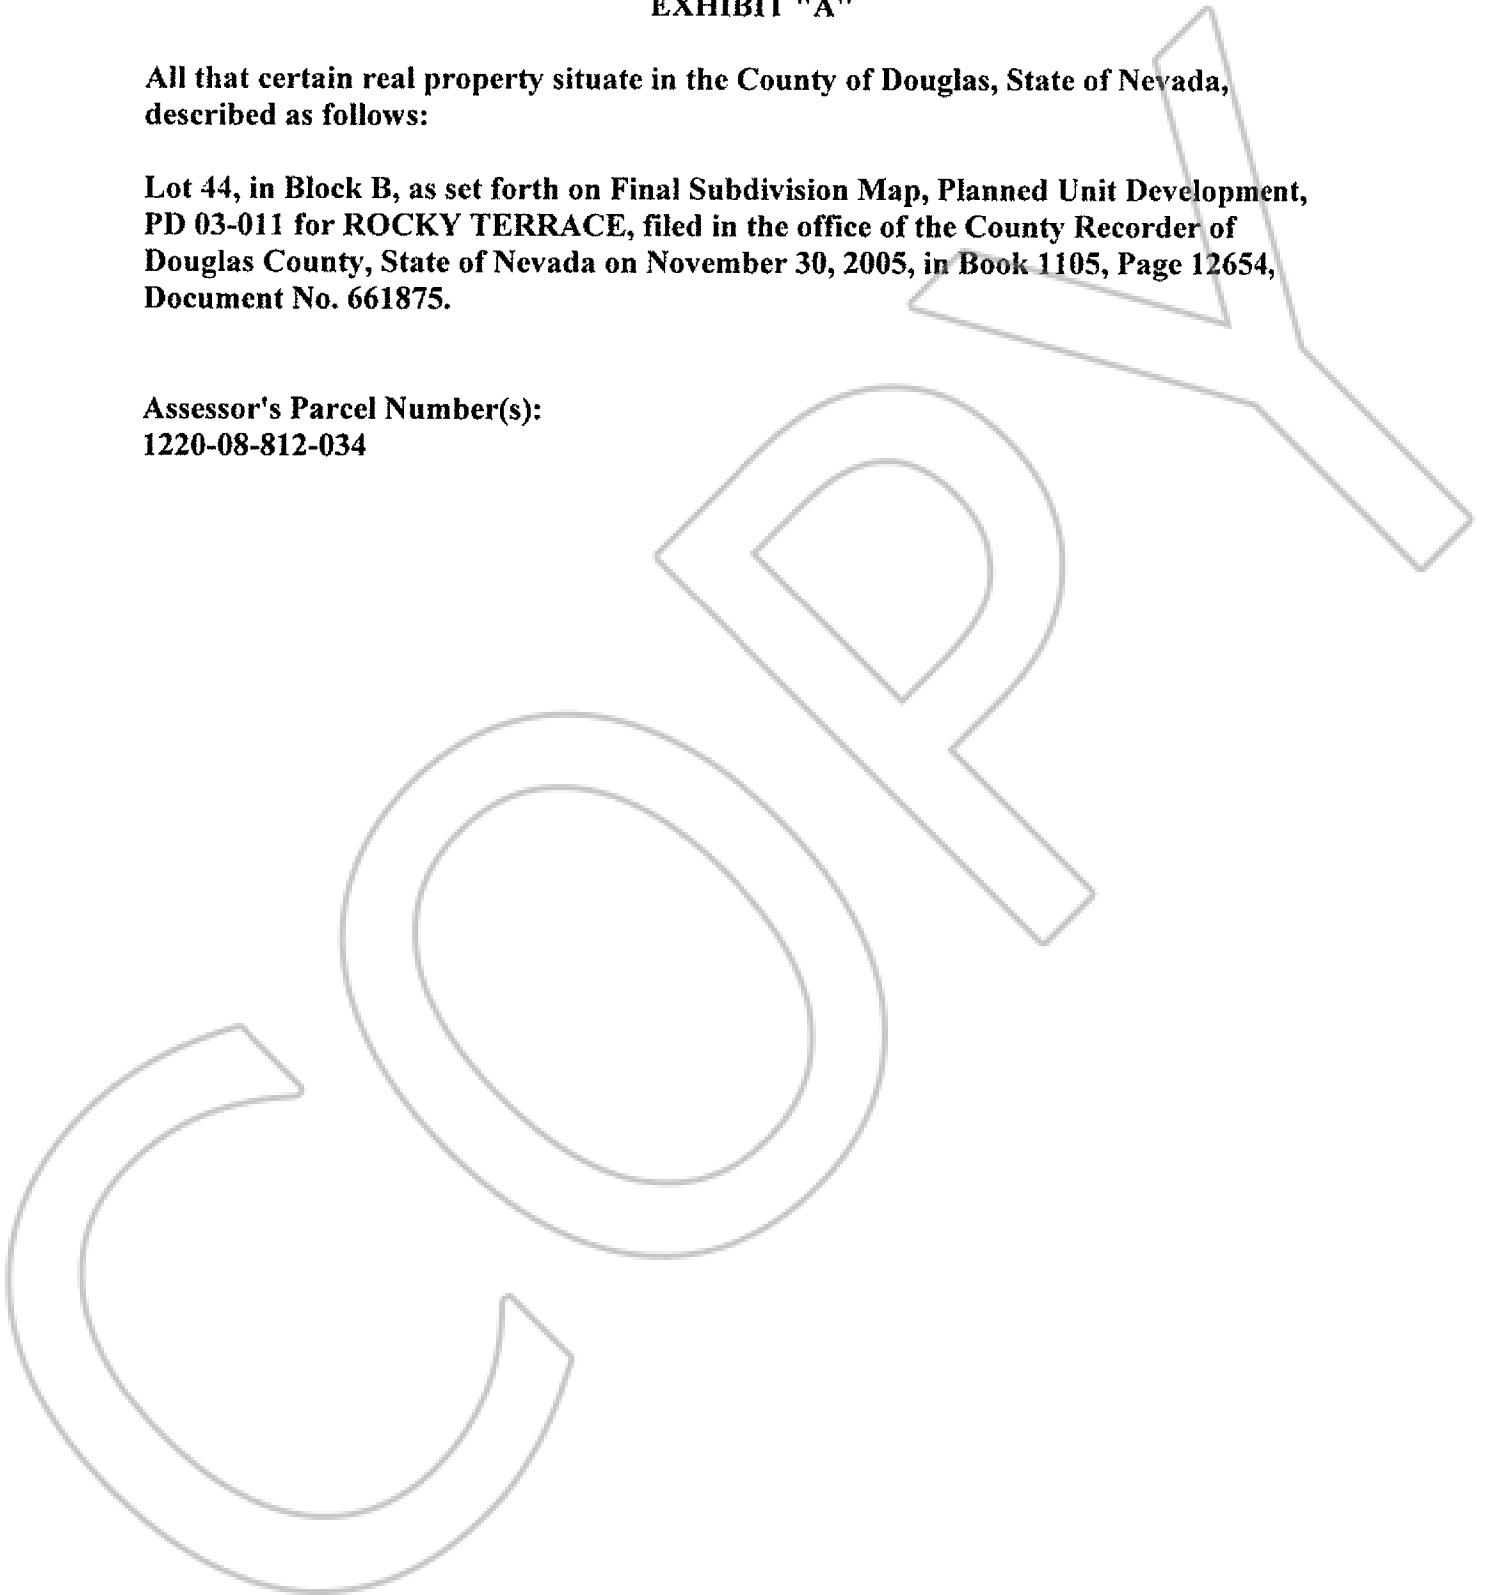 EXHIBIT "A"
All that certain real property situate in the County of Douglas, State of Nevada,
described as follows:
Lot 44, in Block B, as set forth on Final Subdivision Map, Planned Unit Development,
PD 03-011 for ROCKY TERRACE, filed in the office of the County Recorder of
Douglas County, State of Nevada on November 30, 2005, in Book 1105, Page 12654,
Document No. 661875.
Assessor's Parcel Number(s):
1220-08-812-034
COPY